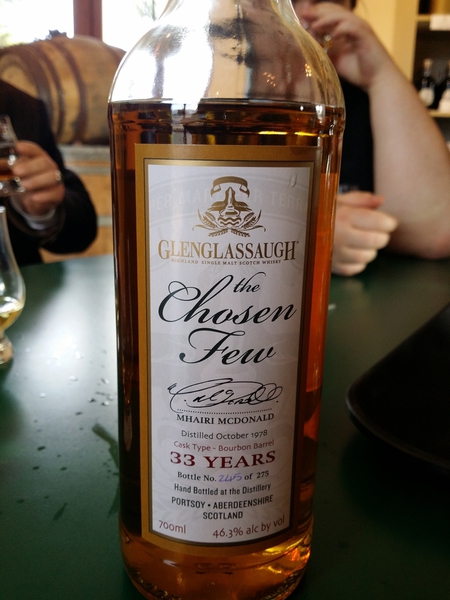 GLENGLASSAUGH
HIGHLAND SINGLE MALT SCOTCH WHISKY
the
Chosen
Few
MHAIRI MCDONALD
Distilled October 1978
Cask Type - Bourbon Barrel
33 YEARS
Bottle No. 245 of 275
Hand Bottled at the Distillery
PORTSOY • ABERDEENSHIRE
SCOTLAND
700ml 46.3% alc by vol